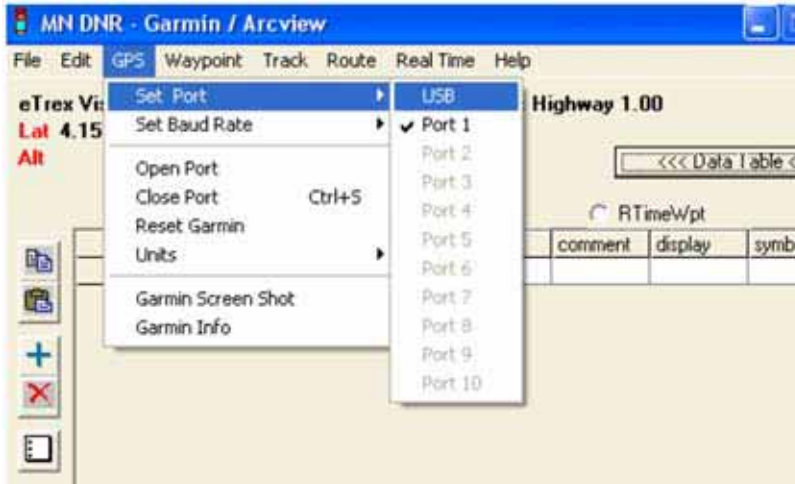 MN DNR - Garmin / Arcview
File Edit GPS Waypoint Track Route Real Time Help
eTrex Vi Highway 1.00
Lat 4.15
Alt
Set Port
Set Baud Rate
Open Port
Close Port Ctrl+S
Reset Garmin
Units
Garmin Screen Shot
Garmin Info
USB
Port 1
Port 2
Port 3
Port 4
Port 5
Port 6
Port 7
Port 8
Port 9
Port 10
<<< Data Table <
RTimeWpt
comment display symb